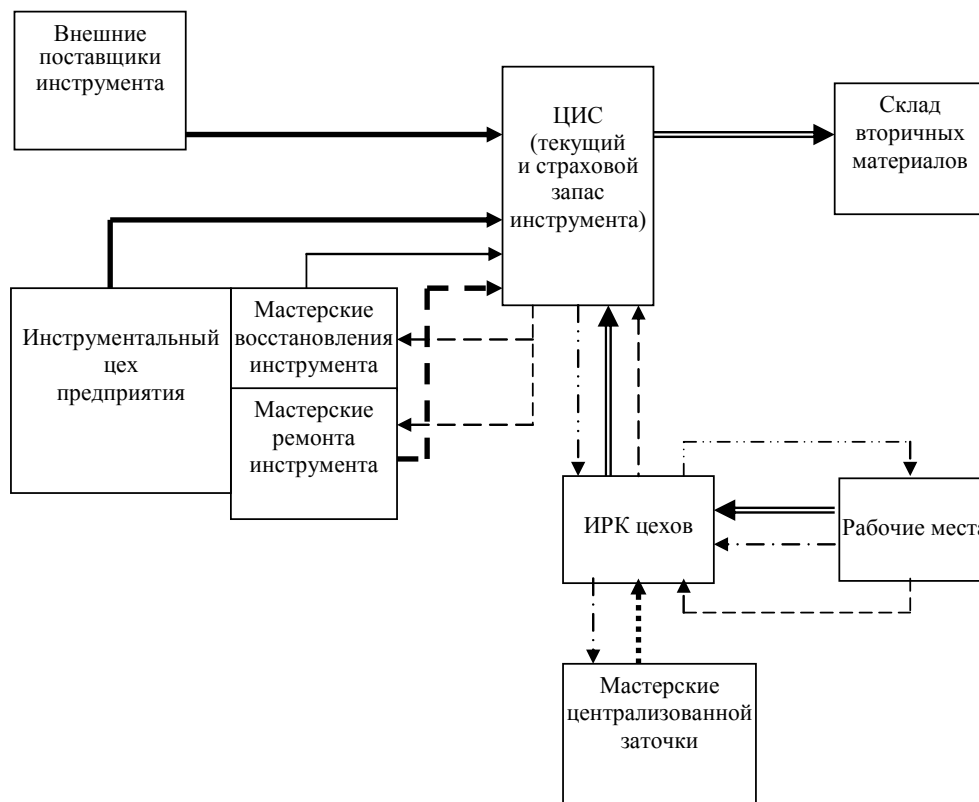 Внешние
поставщики
инструмента
ЦИС
(текущий
и страховой
запас
инструмента)
Склад
вторичных
материалов
Инструментальный
цех
предприятия
Мастерские
восстановления
инструмента
Мастерские
ремонта
инструмента
ИРК цехов
Рабочие места
Мастерские
централизованной
заточки